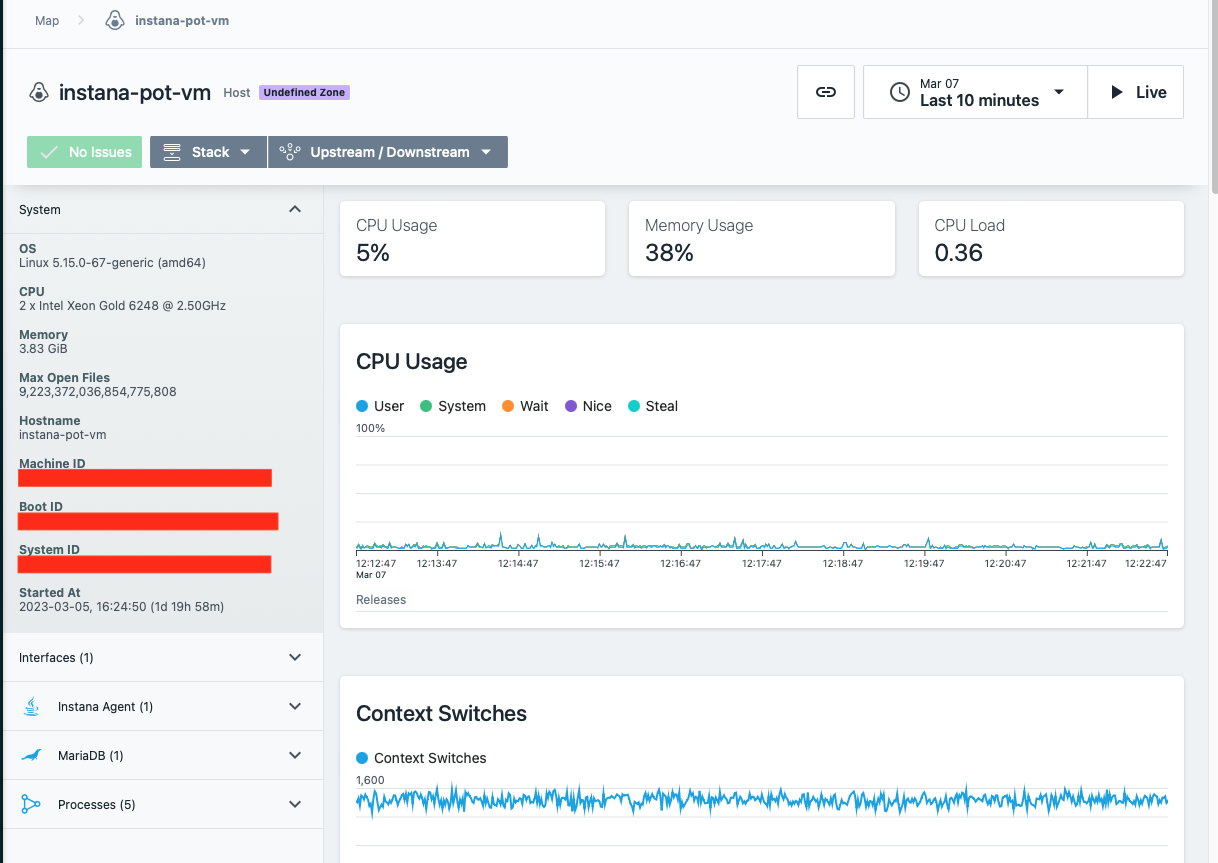 Map
instana-pot-vm
instana-pot-vm Host Undefined Zone
Mar 07
Last 10 minutes
Live
No Issues
Stack
Upstream / Downstream
System
OS
Linux 5.15.0-67-generic (amd64)
CPU
2 x Intel Xeon Gold 6248 @ 2.50GHz
Memory
3.83 GiB
Max Open Files
9,223,372,036,854,775,808
Hostname
instana-pot-vm
Machine ID
Boot ID
System ID
Started At
2023-03-05, 16:24:50 (1d 19h 58m)
Interfaces (1)
Instana Agent (1)
MariaDB (1)
Processes (5)
CPU Usage
5%
Memory Usage
38%
CPU Load
0.36
CPU Usage
User System Wait Nice Steal
100%
12:12:47 12:13:47 12:14:47 12:15:47 12:16:47 12:17:47 12:18:47 12:19:47 12:20:47 12:21:47 12:22:47
Mar 07
Releases
Context Switches
Context Switches
1,600